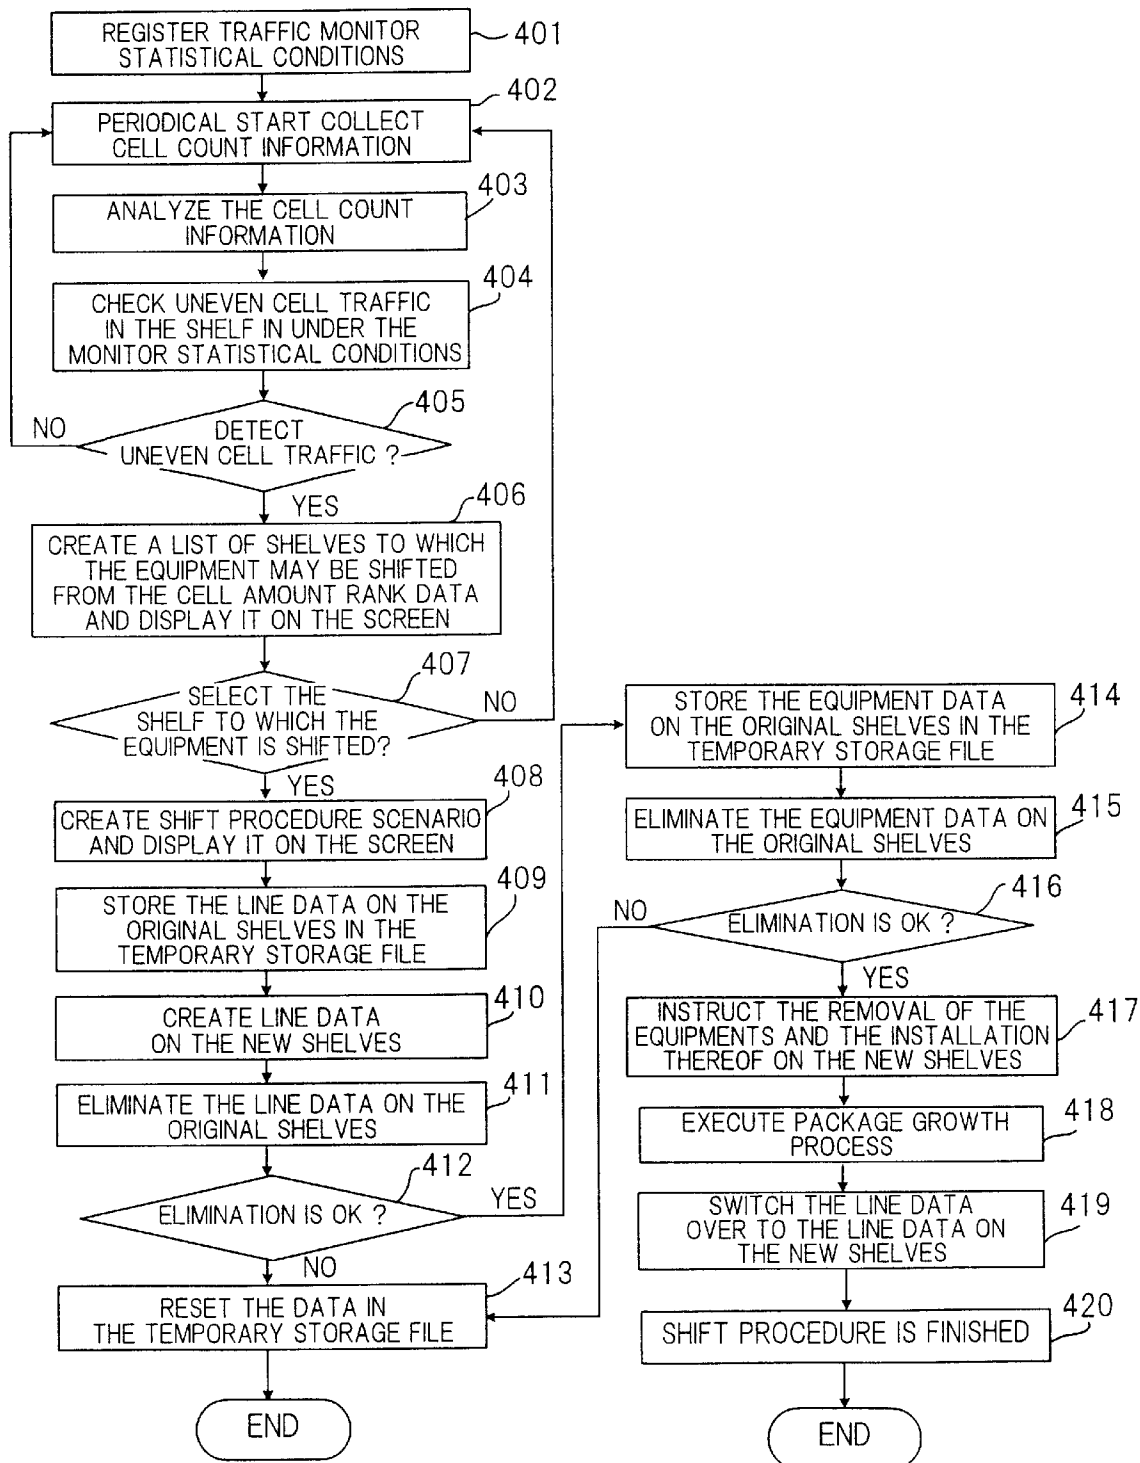 REGISTER TRAFFIC MONITOR
STATISTICAL CONDITIONS
401
402
PERIODICAL START COLLECT
CELL COUNT INFORMATION
403
ANALYZE THE CELL COUNT
INFORMATION
404
CHECK UNEVEN CELL TRAFFIC
IN THE SHELF IN UNDER THE
MONITOR STATISTICAL CONDITIONS
405
NO
DETECT
UNEVEN CELL TRAFFIC ?
YES
406
CREATE A LIST OF SHELVES TO WHICH
THE EQUIPMENT MAY BE SHIFTED
FROM THE CELL AMOUNT RANK DATA
AND DISPLAY IT ON THE SCREEN
407
SELECT THE
SHELF TO WHICH THE
EQUIPMENT IS SHIFTED?
NO
YES
408
CREATE SHIFT PROCEDURE SCENARIO
AND DISPLAY IT ON THE SCREEN
409
STORE THE LINE DATA ON THE
ORIGINAL SHELVES IN THE
TEMPORARY STORAGE FILE
410
CREATE LINE DATA
ON THE NEW SHELVES
411
ELIMINATE THE LINE DATA ON THE
ORIGINAL SHELVES
412
ELIMINATION IS OK ?
YES
NO
413
RESET THE DATA IN
THE TEMPORARY STORAGE FILE
END
STORE THE EQUIPMENT DATA
ON THE ORIGINAL SHELVES IN THE
TEMPORARY STORAGE FILE
414
ELIMINATE THE EQUIPMENT DATA ON
THE ORIGINAL SHELVES
415
416
NO
ELIMINATION IS OK ?
YES
INSTRUCT THE REMOVAL OF THE
EQUIPMENTS AND THE INSTALLATION
THEREOF ON THE NEW SHELVES
417
EXECUTE PACKAGE GROWTH
PROCESS
418
SWITCH THE LINE DATA
OVER TO THE LINE DATA ON
THE NEW SHELVES
419
420
SHIFT PROCEDURE IS FINISHED
END